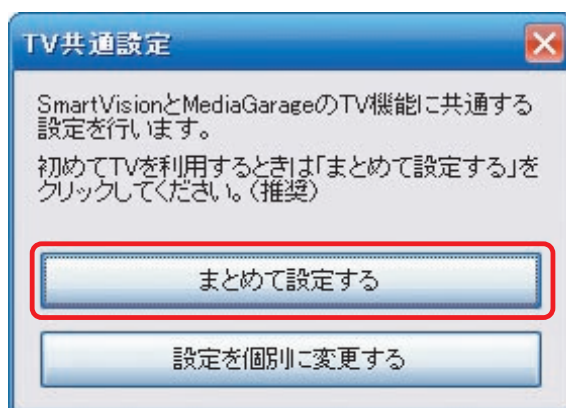 TV共通設定
SmartVisionとMediaGarageのTV機能に共通する
設定を行います。
初めてTVを利用するときは「まとめて設定する」を
クリックしてください。(推奨)
まとめて設定する
設定を個別に変更する